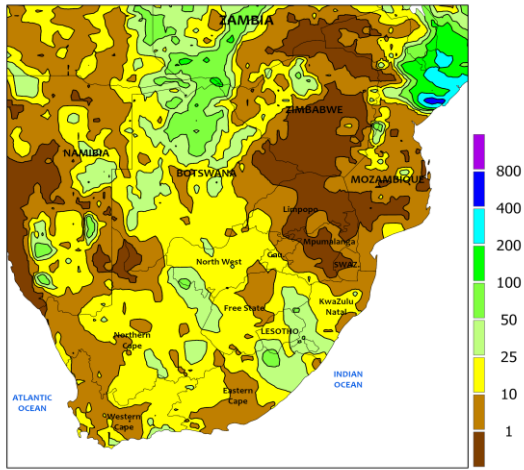 ZAMBIA
ZIMBABWE
NAMIBIA
BOTSWANA
MOZAMBIQUE
Limpopo
Mpumalanga
North West
Gau.
SWAZ.
Free State
KwaZulu
Natal
LESOTHO
Northern
Cape
Eastern
Cape
Western
Cape
ATLANTIC
OCEAN
INDIAN
OCEAN
800
400
200
100
50
25
10
1